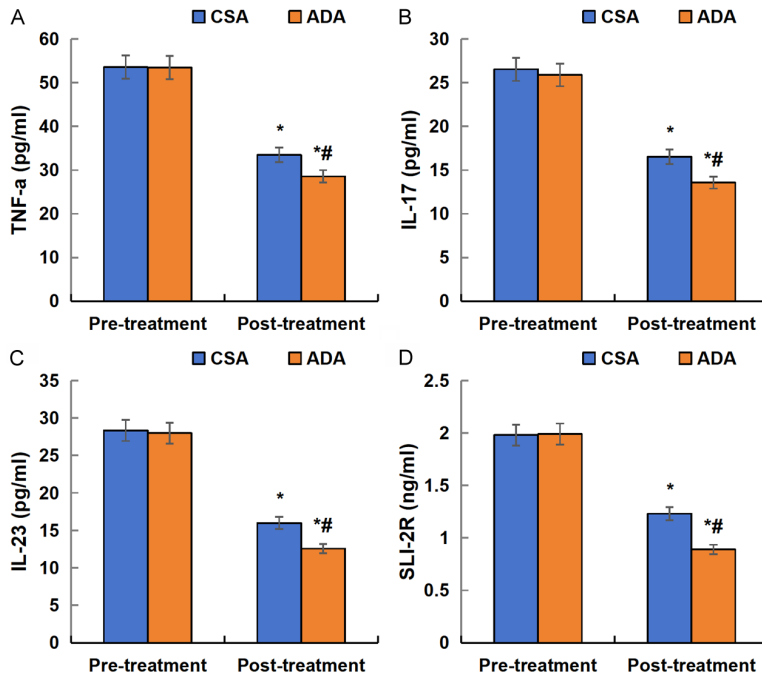 A
CSA ADA
TNF-a (pg/ml)
60
50
40
30
20
10
0
*
*#
Pre-treatment Post-treatment
B
CSA ADA
IL-17 (pg/ml)
30
25
20
15
10
5
0
*
*#
Pre-treatment Post-treatment
C
CSA ADA
IL-23 (pg/ml)
35
30
25
20
15
10
5
0
*
*#
Pre-treatment Post-treatment
D
CSA ADA
SLI-2R (ng/ml)
2.5
2
1.5
1
0.5
0
*
*#
Pre-treatment Post-treatment